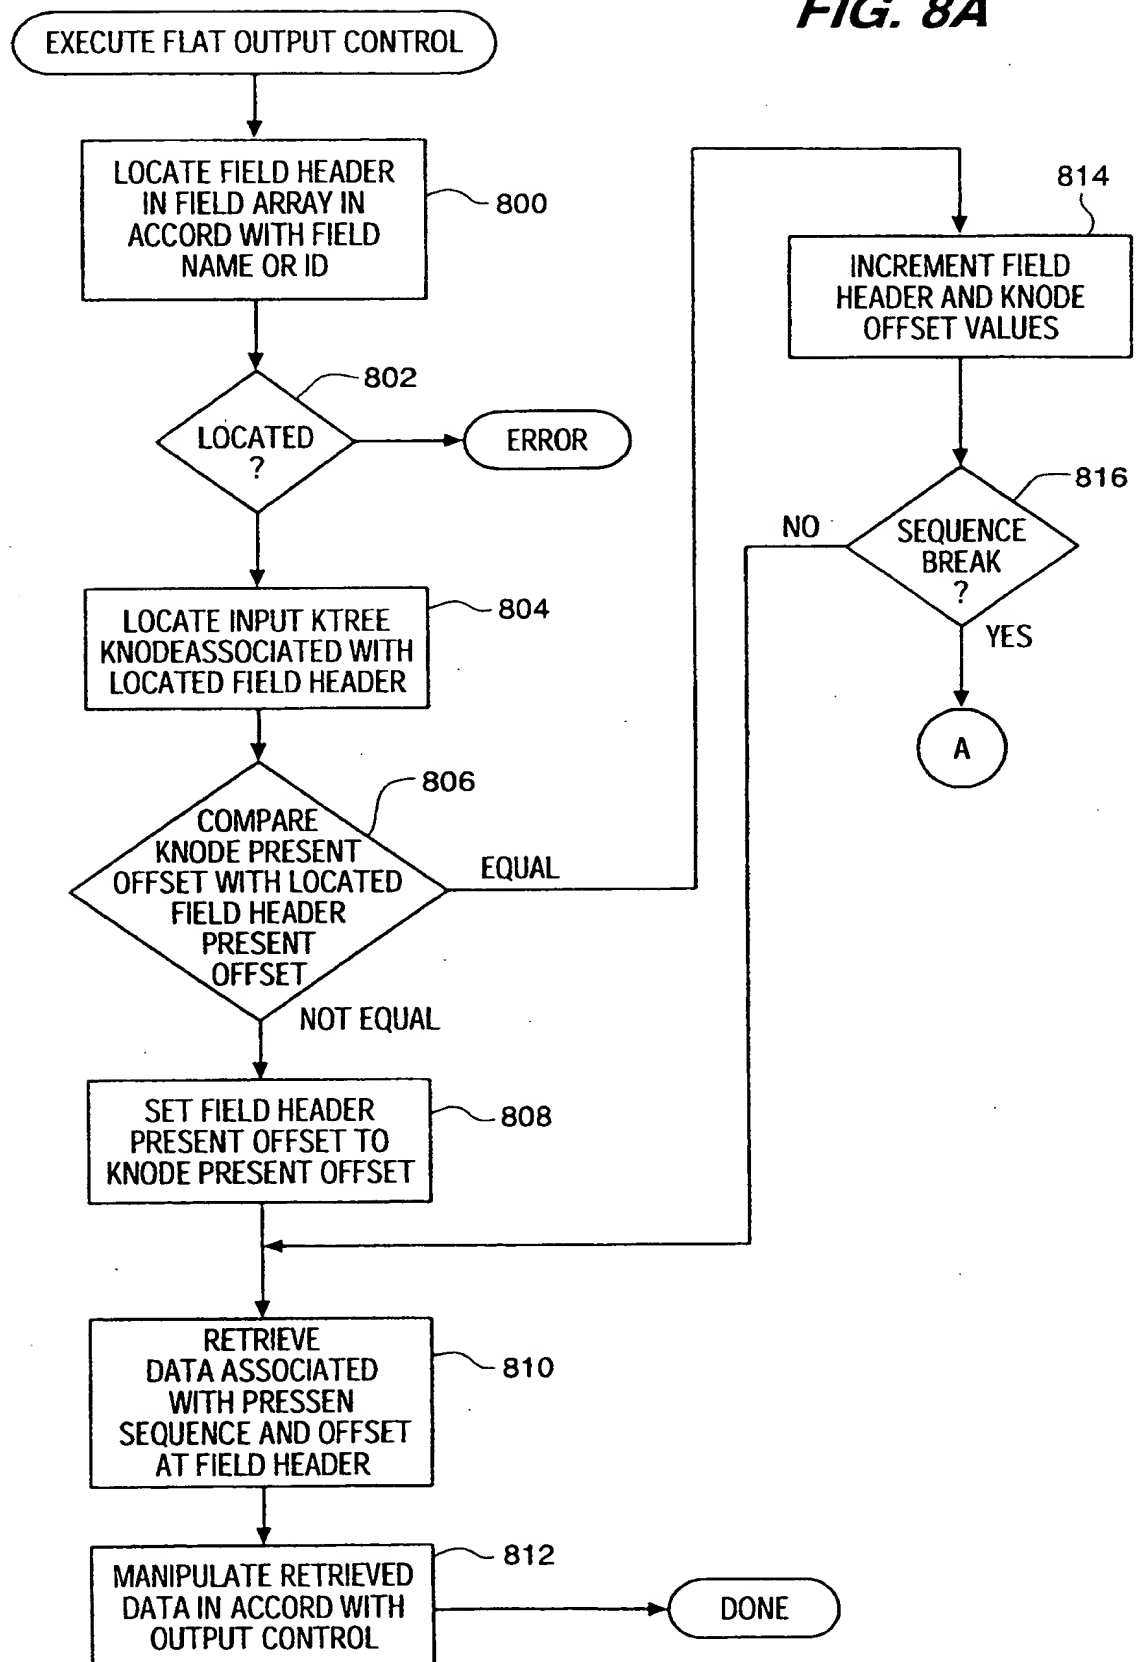 FIG. 8A
EXECUTE FLAT OUTPUT CONTROL
LOCATE FIELD HEADER
IN FIELD ARRAY IN
ACCORD WITH FIELD
NAME OR ID
800
802
LOCATED
?
ERROR
LOCATE INPUT KTREE
KNODEASSOCIATED WITH
LOCATED FIELD HEADER
804
806
COMPARE
KNODE PRESENT
OFFSET WITH LOCATED
FIELD HEADER
PRESENT
OFFSET
EQUAL
NOT EQUAL
SET FIELD HEADER
PRESENT OFFSET TO
KNODE PRESENT OFFSET
808
RETRIEVE
DATA ASSOCIATED
WITH PRESSEN
SEQUENCE AND OFFSET
AT FIELD HEADER
810
MANIPULATE RETRIEVED
DATA IN ACCORD WITH
OUTPUT CONTROL
812
DONE
814
INCREMENT FIELD
HEADER AND KNODE
OFFSET VALUES
816
SEQUENCE
BREAK
?
NO
YES
A